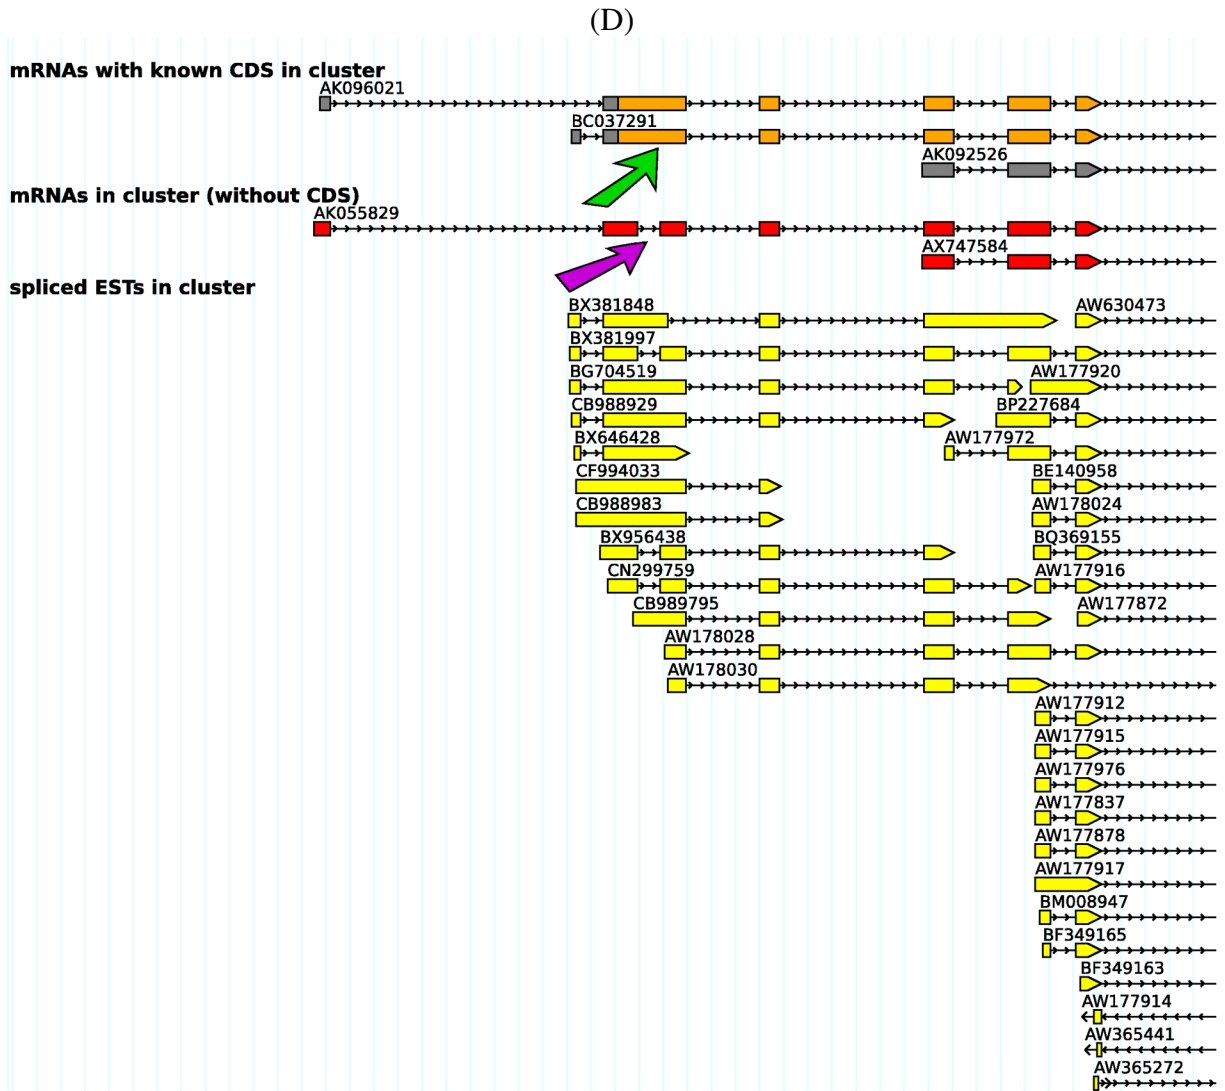 (D)
mRNAs with known CDS in cluster
AK096021
BC037291
AK092526
mRNAs in cluster (without CDS)
AK055829
AX747584
spliced ESTs in cluster
BX381848 AW630473
BX381997
BG704519 AW177920
CB988929 BP227684
BX646428 AW177972
CF994033 BE140958
CB988983 AW178024
BX956438 BQ369155
CN299759 AW177916
CB989795 AW177872
AW178028
AW178030
AW177912
AW177915
AW177976
AW177837
AW177878
AW177917
BM008947
BF349165
BF349163
AW177914
AW365441
AW365272